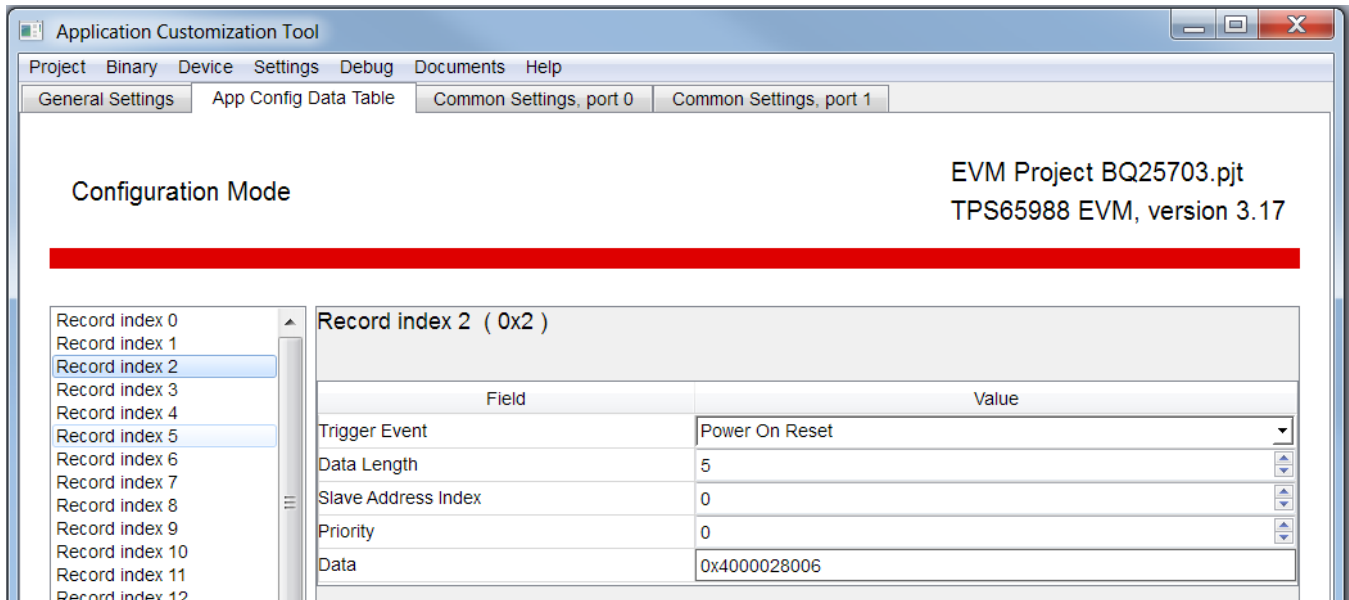 Application Customization Tool
Project Binary Device Settings Debug Documents Help
General Settings App Config Data Table Common Settings, port 0 Common Settings, port 1
Configuration Mode
EVM Project BQ25703.pjt
TPS65988 EVM, version 3.17
Record index 0
Record index 1
Record index 2
Record index 3
Record index 4
Record index 5
Record index 6
Record index 7
Record index 8
Record index 9
Record index 10
Record index 11
Record index 12
Record index 2 ( 0x2 )
Field Value
Trigger Event Power On Reset
Data Length 5
Slave Address Index 0
Priority 0
Data 0x4000028006